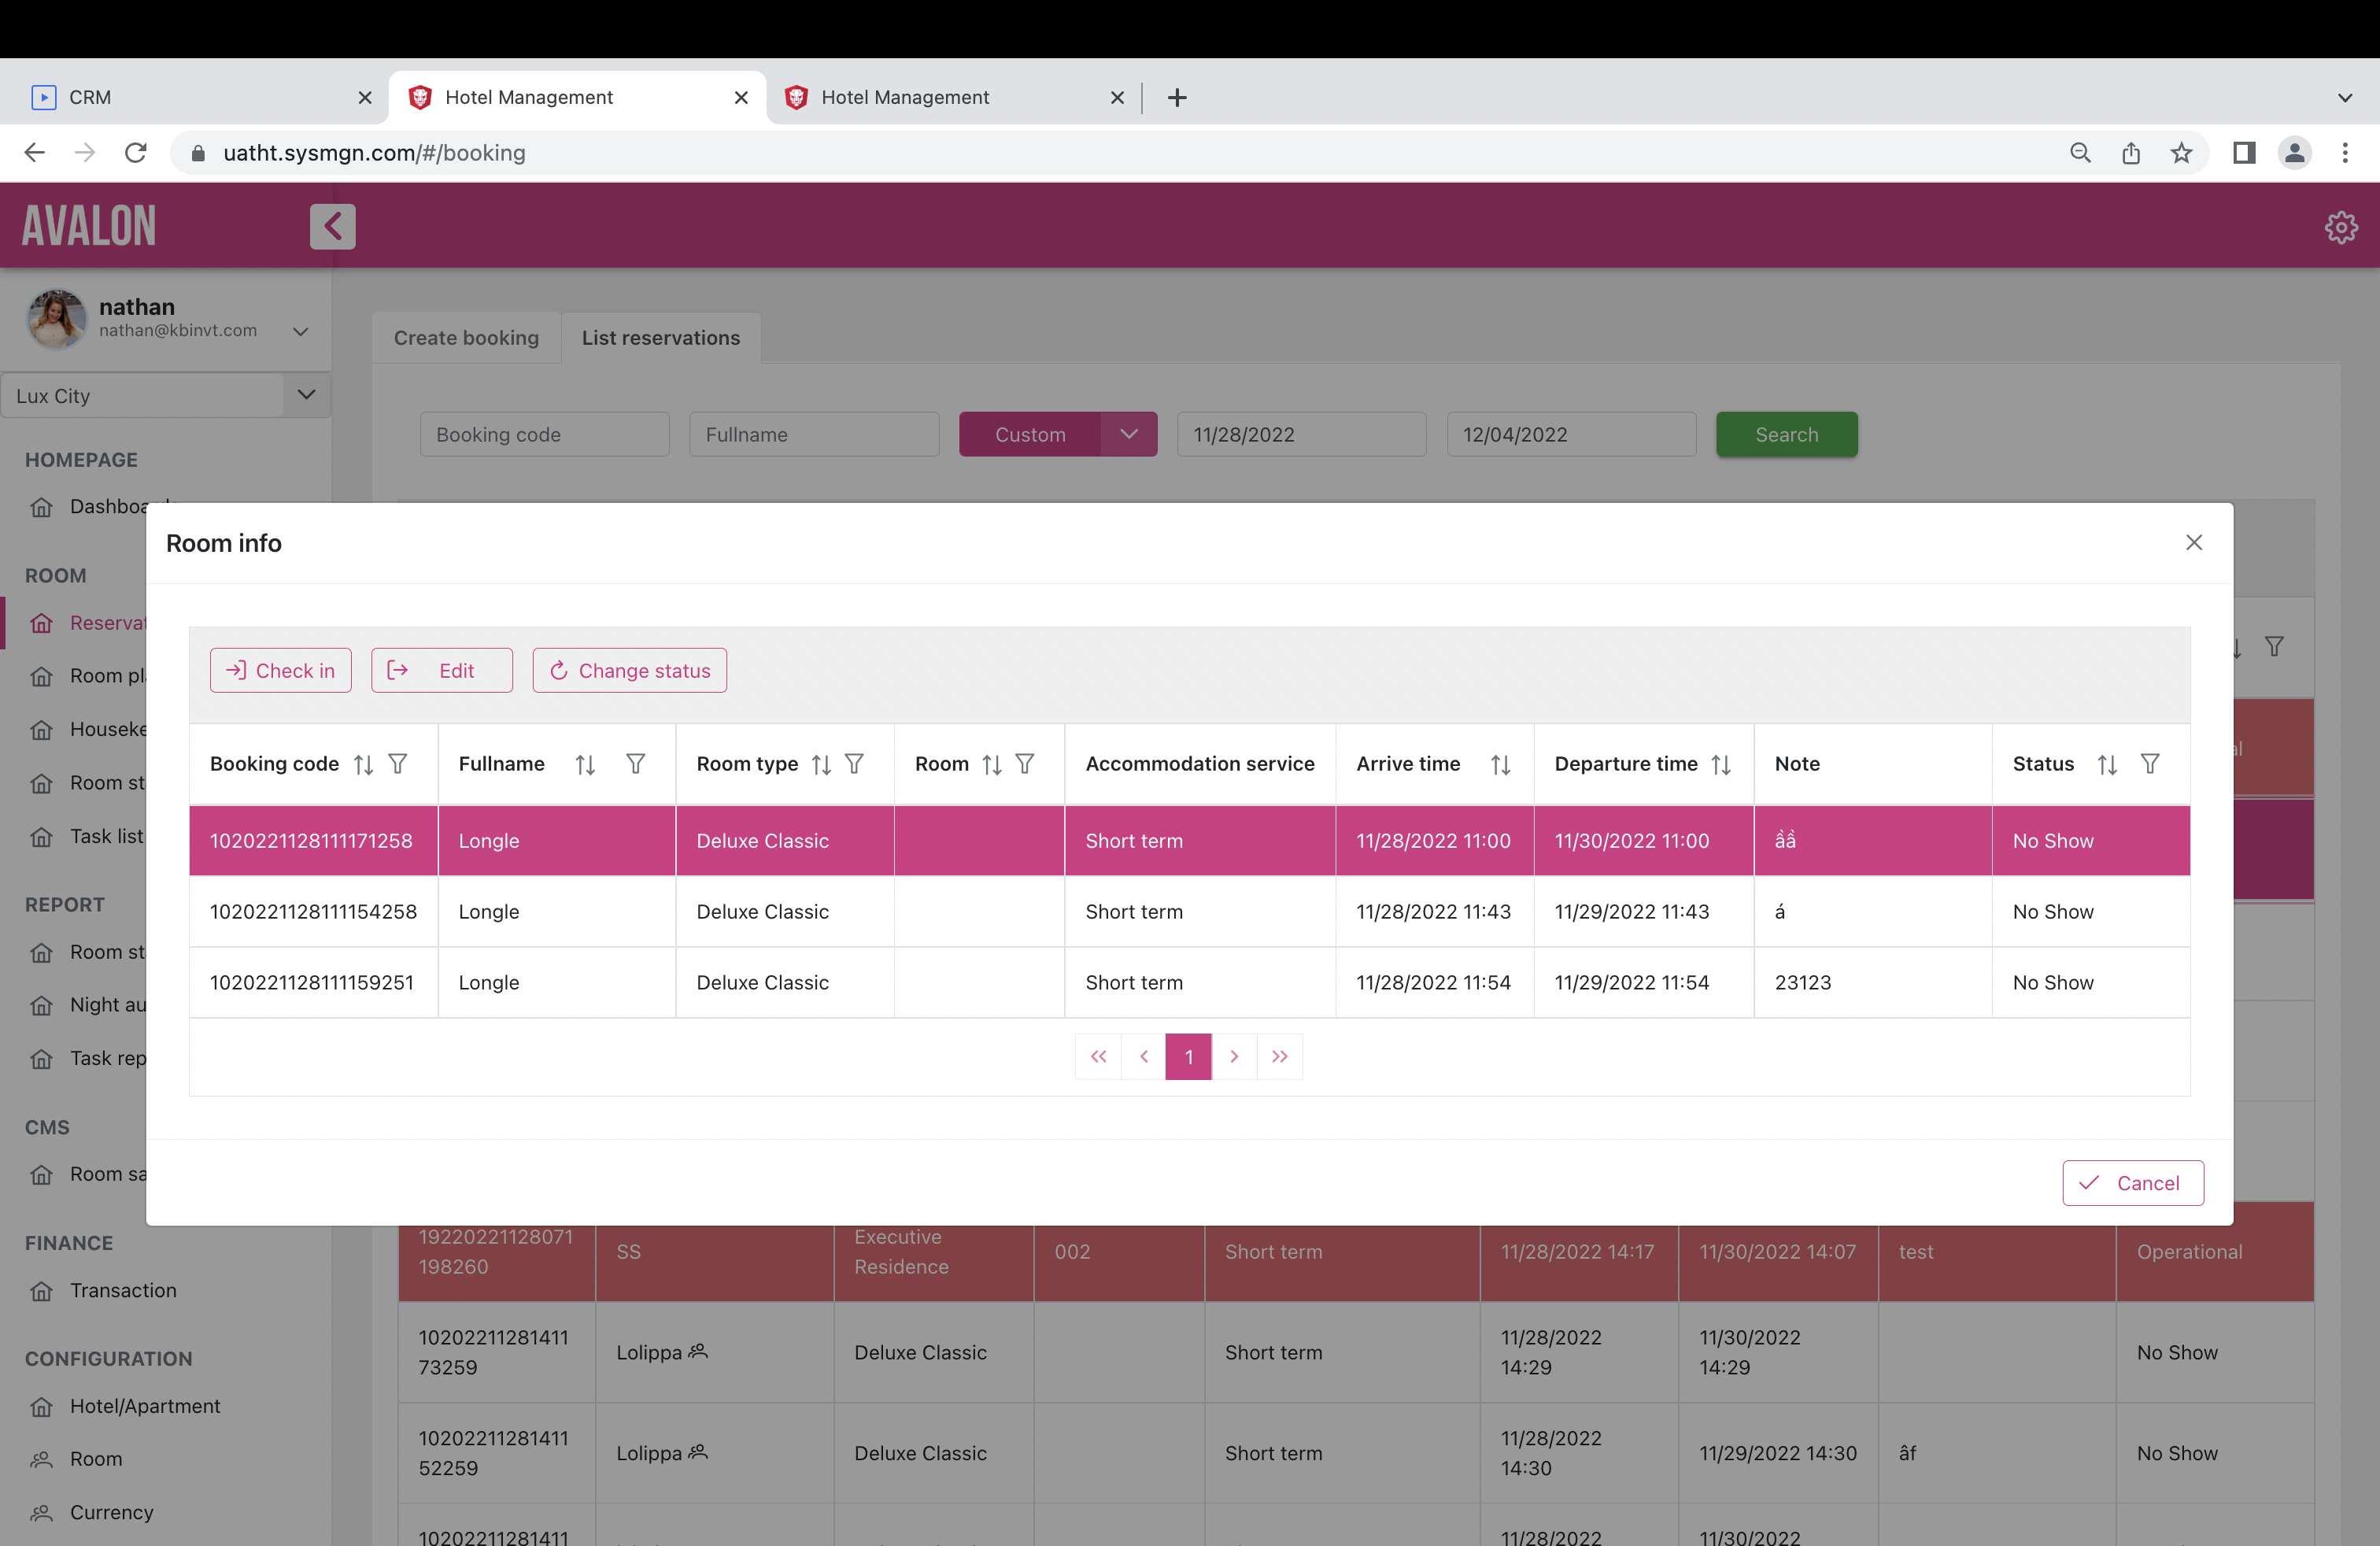 CRM
Hotel Management
Hotel Management
uatht.sysmgn.com/#/booking
AVALON
nathan
nathan@kbinvt.com
Lux City
HOMEPAGE
ROOM
Reservat
Room pl
Houseke
Room st
Task list
REPORT
Room st
Night au
Task rep
CMS
Room sa
FINANCE
Transaction
CONFIGURATION
Hotel/Apartment
Room
Currency
Create booking
List reservations
Booking code
Fullname
Custom
11/28/2022
12/04/2022
Search
Room info
Check in
Edit
Change status
Booking code Fullname Room type Room Accommodation service Arrive time Departure time Note Status
1020221128111171258 Longle Deluxe Classic Short term 11/28/2022 11:00 11/30/2022 11:00 ầầ No Show
1020221128111154258 Longle Deluxe Classic Short term 11/28/2022 11:43 11/29/2022 11:43 á No Show
1020221128111159251 Longle Deluxe Classic Short term 11/28/2022 11:54 11/29/2022 11:54 23123 No Show
1
Cancel
19220221128071
198260
SS
Executive
Residence
002
Short term
11/28/2022 14:17
11/30/2022 14:07
test
Operational
10202211281411
73259
Lolippa
Deluxe Classic
Short term
11/28/2022
14:29
11/30/2022
14:29
No Show
10202211281411
52259
Lolippa
Deluxe Classic
Short term
11/28/2022
14:30
11/29/2022 14:30
âf
No Show
10202211281411
11/28/2022
11/30/2022